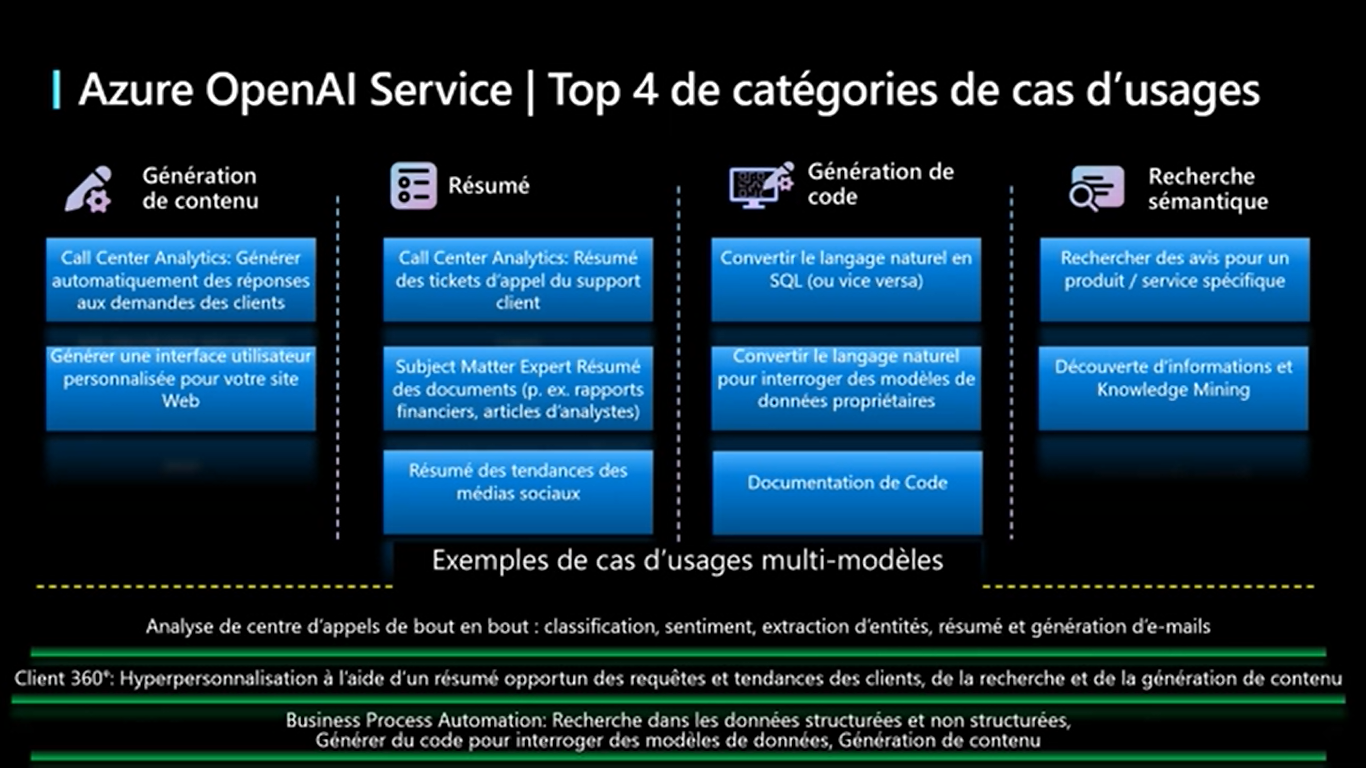 Azure OpenAI Service | Top 4 de catégories de cas d’usages
Génération
de contenu
Call Center Analytics: Générer
automatiquement des réponses
aux demandes des clients
Générer une interface utilisateur
personnalisée pour votre site
Web
Résumé
Call Center Analytics: Résumé
des tickets d’appel du support
client
Subject Matter Expert Résumé
des documents (p. ex. rapports
financiers, articles d’analystes)
Résumé des tendances des
médias sociaux
Génération de
code
Convertir le langage naturel en
SQL (ou vice versa)
Convertir le langage naturel
pour interroger des modèles de
données propriétaires
Documentation de Code
Recherche
sémantique
Rechercher des avis pour un
produit / service spécifique
Découverte d’informations et
Knowledge Mining
Exemples de cas d’usages multi-modèles
Analyse de centre d’appels de bout en bout : classification, sentiment, extraction d’entités, résumé et génération d’e-mails
Client 360°: Hyperpersonnalisation à l’aide d’un résumé opportun des requêtes et tendances des clients, de la recherche et de la génération de contenu
Business Process Automation: Recherche dans les données structurées et non structurées,
Générer du code pour interroger des modèles de données, Génération de contenu